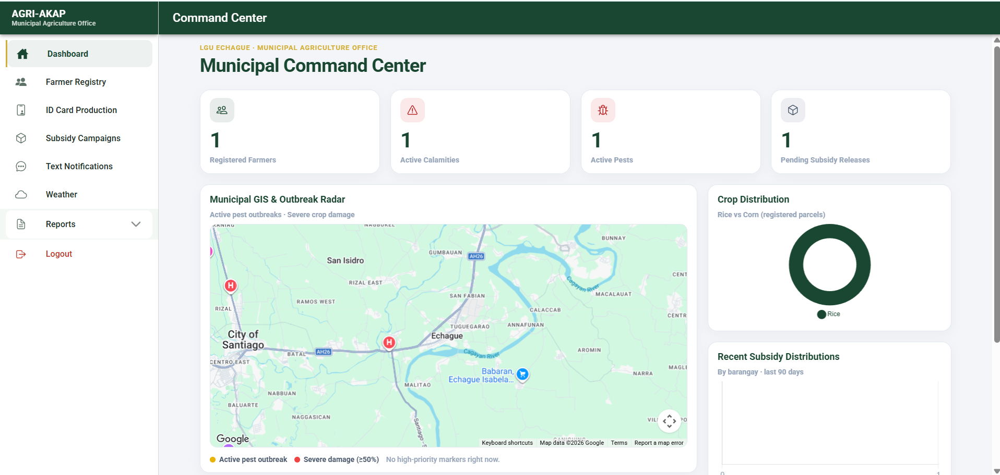 AGRI-AKAP
Municipal Agriculture Office
Command Center
Dashboard
Farmer Registry
ID Card Production
Subsidy Campaigns
Text Notifications
Weather
Reports
Logout
LGU ECHAGUE · MUNICIPAL AGRICULTURE OFFICE
Municipal Command Center
1
Registered Farmers
1
Active Calamities
1
Active Pests
1
Pending Subsidy Releases
Municipal GIS & Outbreak Radar
Active pest outbreaks · Severe crop damage
RANIAG
NAGBUKEL
BUNNAY
GUMBAUAN
AH26
San Isidro
CENT
RIZAL EAST
Cagayan River
H
SAN FABIAN
MACALAUAT
RAMOS WEST
RIZAL
CALACCAB
CENTR
TUGUEGARAO
ANNAFUNAN
City of
Santiago
Echague
H
AH26
BATAL
AROMIN
Cagayan River
CENTRO EAST
MAGLI
Babaran,
Echague Isabela...
NARRA
MALITAO
NABBUAN
BALUARTE
NAGGASICAN
Santiago - S
VIL
PO
Google
Keyboard shortcuts
Map data ©2026 Google
Terms
Report a map error
Active pest outbreak
Severe damage (≥50%)
No high-priority markers right now.
Crop Distribution
Rice vs Corn (registered parcels)
Rice
Recent Subsidy Distributions
By barangay · last 90 days
0
1